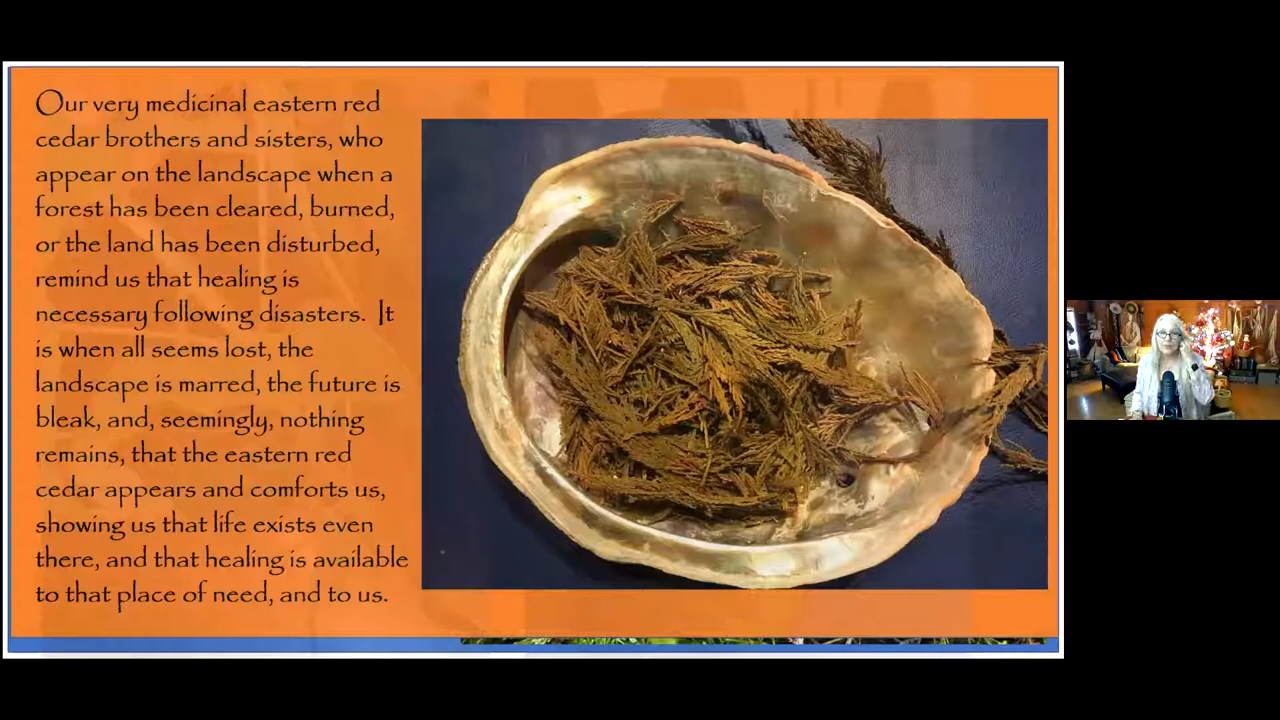 Our very medicinal eastern red
cedar brothers and sisters, who
appear on the landscape when a
forest has been cleared, burned,
or the land has been disturbed,
remind us that healing is
necessary following disasters.  It
is when all seems lost, the
landscape is marred, the future is
bleak, and, seemingly, nothing
remains, that the eastern red
cedar appears and comforts us,
showing us that life exists even
there, and that healing is available
to that place of need, and to us.